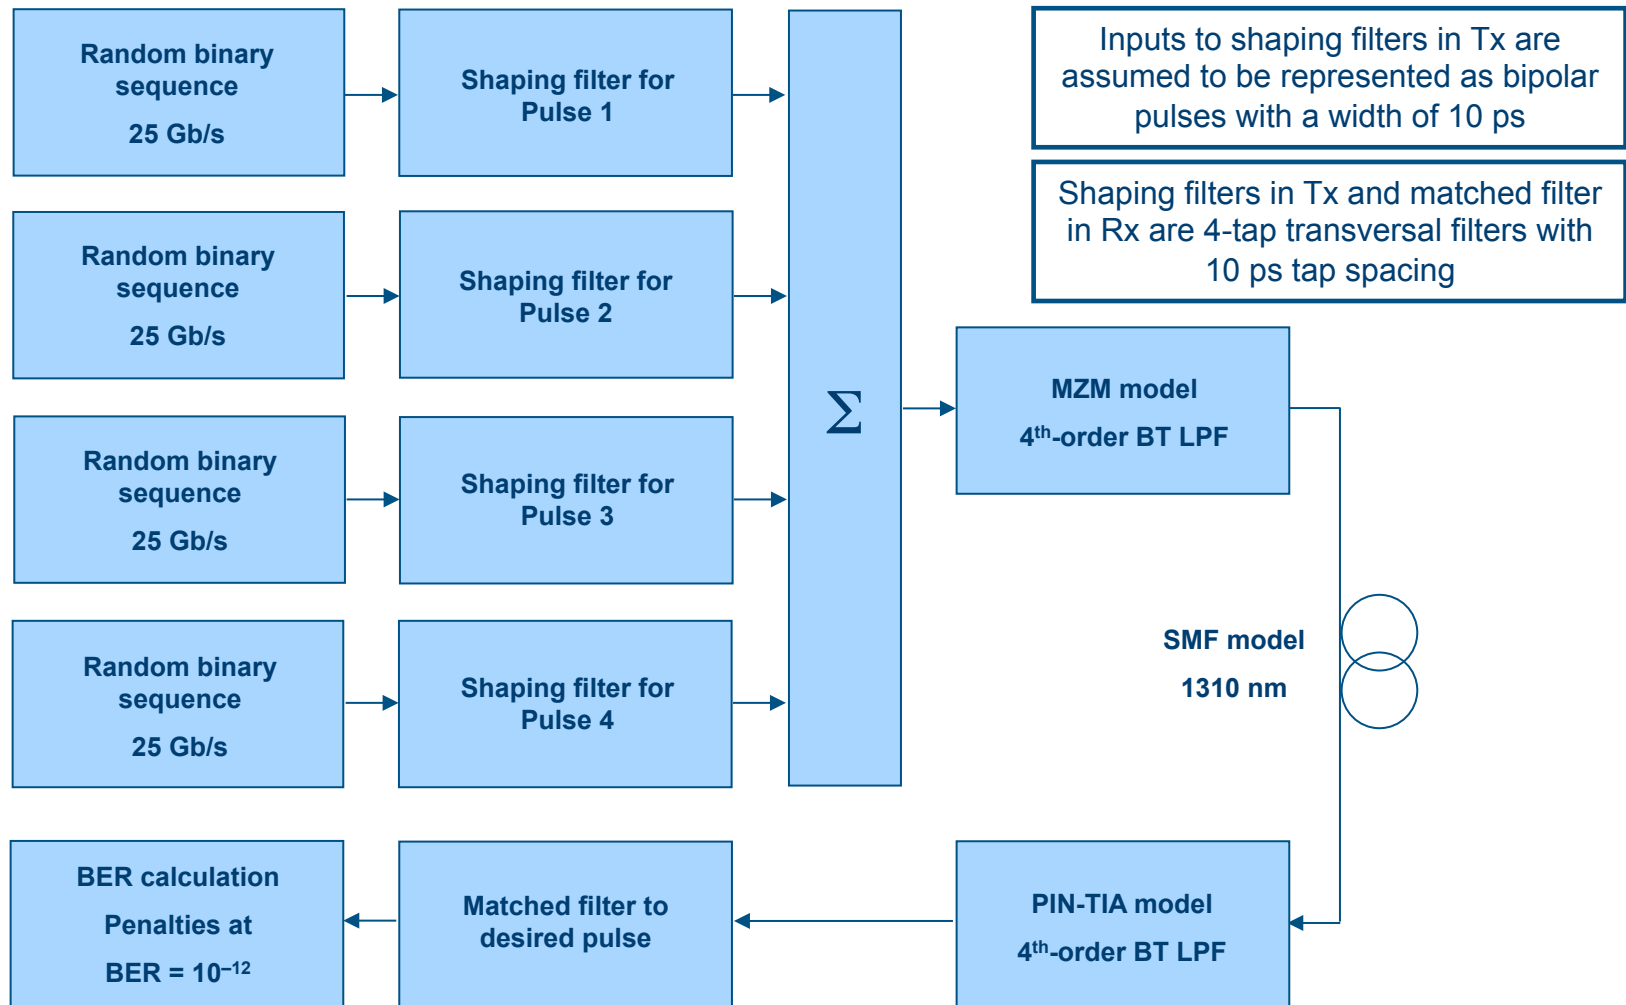 Random binary
sequence
25 Gb/s
Shaping filter for
Pulse 1
Inputs to shaping filters in Tx are
assumed to be represented as bipolar
pulses with a width of 10 ps
Shaping filters in Tx and matched filter
in Rx are 4-tap transversal filters with
10 ps tap spacing
Random binary
sequence
25 Gb/s
Shaping filter for
Pulse 2
Σ
MZM model
4th-order BT LPF
Random binary
sequence
25 Gb/s
Shaping filter for
Pulse 3
Random binary
sequence
25 Gb/s
Shaping filter for
Pulse 4
SMF model
1310 nm
BER calculation
Penalties at
BER = 10–12
Matched filter to
desired pulse
PIN-TIA model
4th-order BT LPF